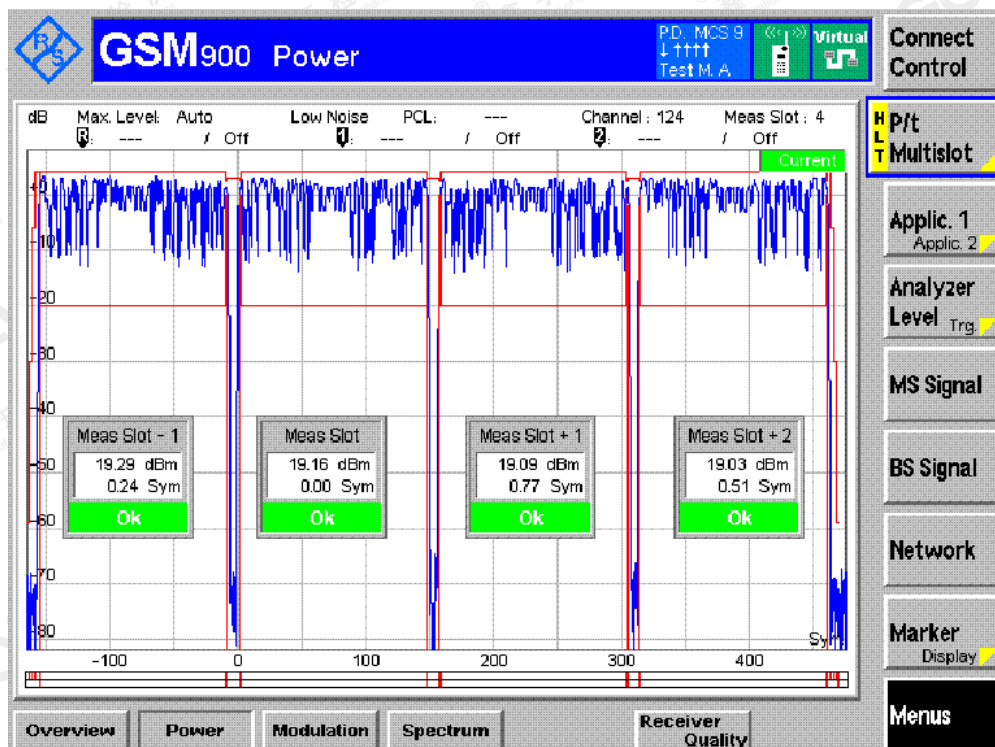 R/S
GSM900 Power
P.D. MCS 9
↓↑↑↑↑
Test M. A
Virtual
Connect Control
dB Max. Level: Auto Low Noise PCL: --- Channel : 124 Meas Slot : 4
R: --- / Off 1: --- / Off 2: --- / Off
Current
HLT
P/t Multislot
Applic. 1
Applic. 2
Analyzer Level Trg.
MS Signal
BS Signal
Network
Marker
Display
Menus
+0
-10
-20
-30
-40
-50
-60
-70
-80
Meas Slot - 1
19.29 dBm
0.24 Sym
Ok
Meas Slot
19.16 dBm
0.00 Sym
Ok
Meas Slot + 1
19.09 dBm
0.77 Sym
Ok
Meas Slot + 2
19.03 dBm
0.51 Sym
Ok
-100 0 100 200 300 400
Overview Power Modulation Spectrum Receiver Quality